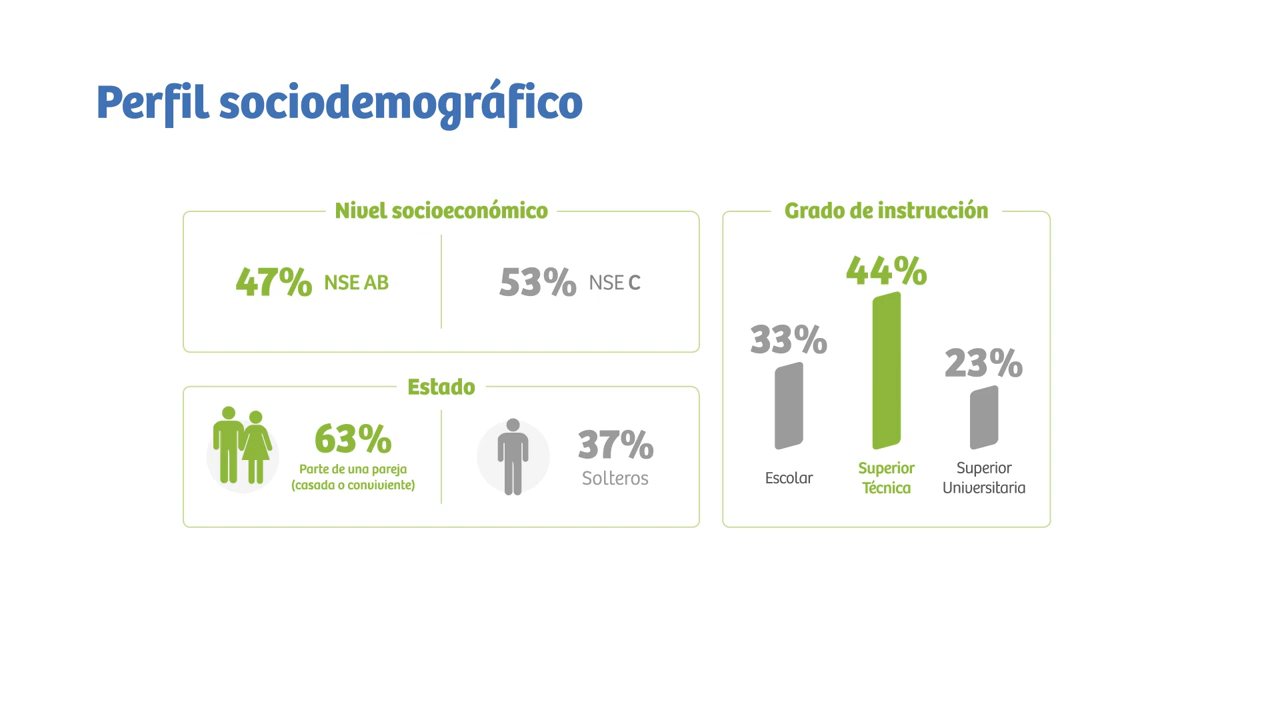 Perfil sociodemográfico
Nivel socioeconómico
47% NSE AB
53% NSE C
Estado
63%
Parte de una pareja
(casada o conviviente)
37%
Solteros
Grado de instrucción
33%
Escolar
44%
Superior
Técnica
23%
Superior
Universitaria